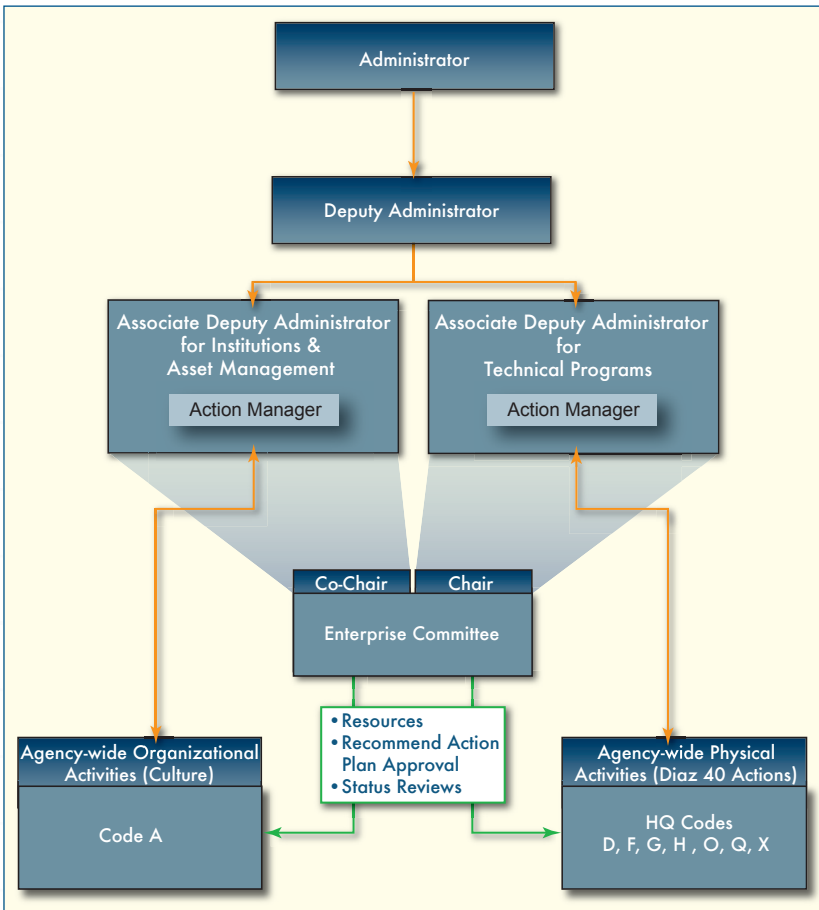 Administrator
Deputy Administrator
Associate Deputy Administrator
for Institutions &
Asset Management
Action Manager
Associate Deputy Administrator
for
Technical Programs
Action Manager
Co-Chair
Chair
Enterprise Committee
• Resources
• Recommend Action
Plan Approval
• Status Reviews
Agency-wide Organizational
Activities (Culture)
Code A
Agency-wide Physical
Activities (Diaz 40 Actions)
HQ Codes
D, F, G, H , O, Q, X